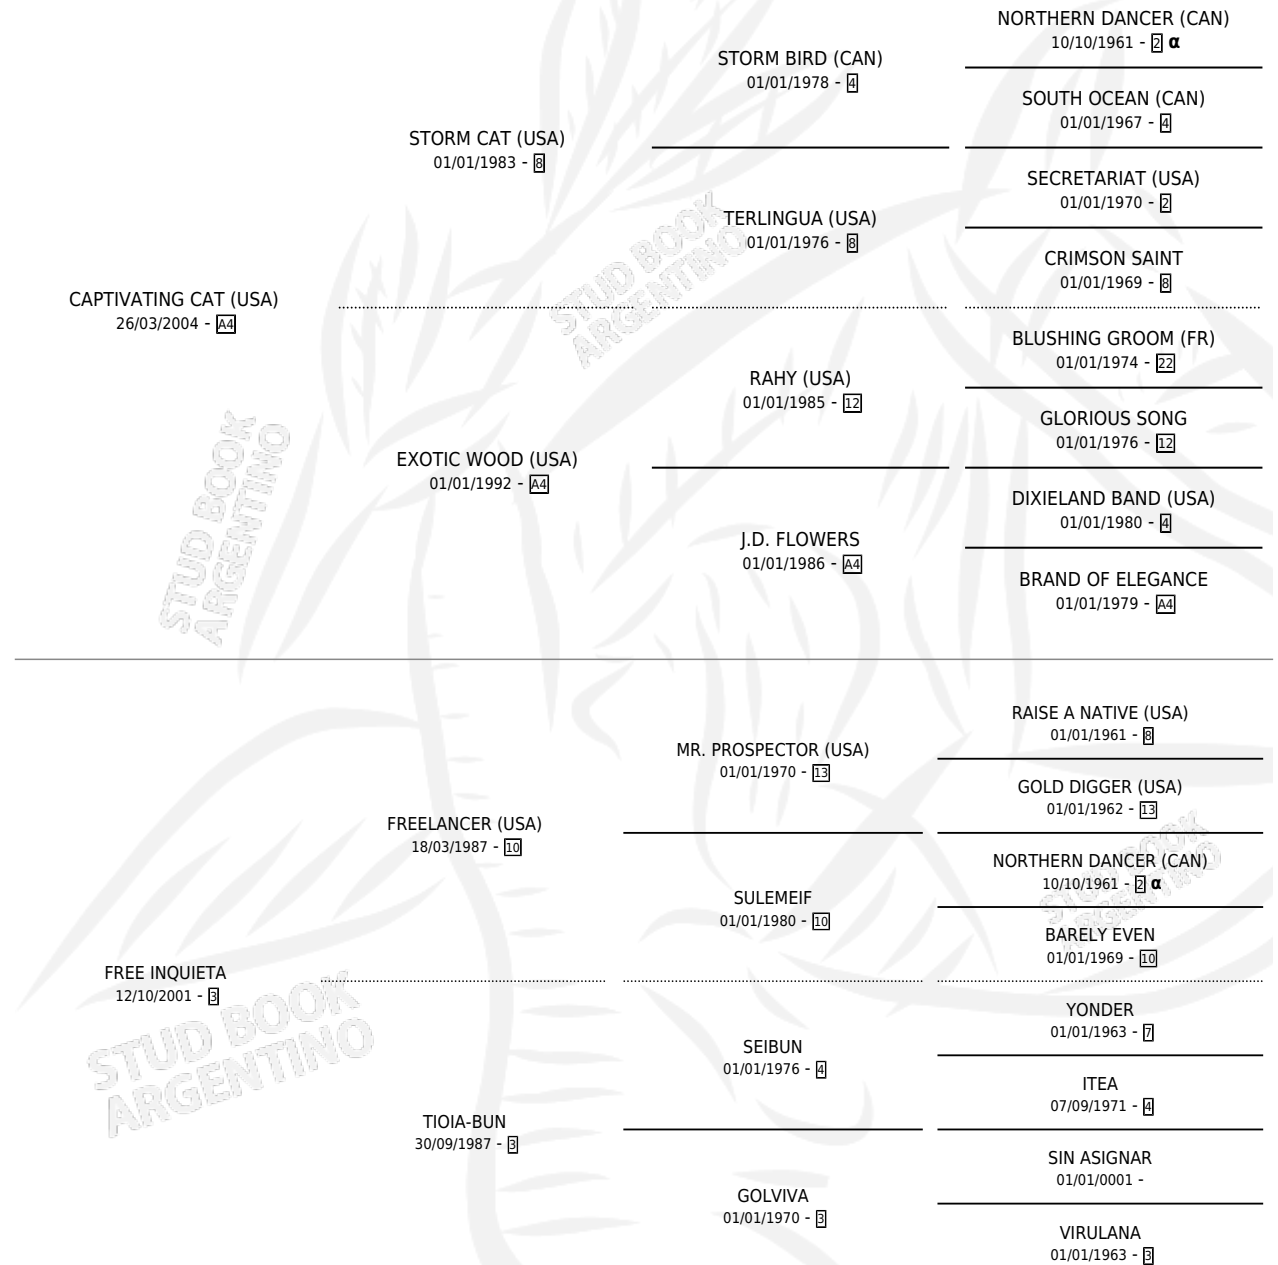 NORTHERN DANCER (CAN)
10/10/1961 - 2 α
STORM BIRD (CAN)
01/01/1978 - 4
SOUTH OCEAN (CAN)
01/01/1967 - 4
STORM CAT (USA)
01/01/1983 - 8
SECRETARIAT (USA)
01/01/1970 - 2
TERLINGUA (USA)
01/01/1976 - 8
CRIMSON SAINT
01/01/1969 - 8
CAPTIVATING CAT (USA)
26/03/2004 - A4
BLUSHING GROOM (FR)
01/01/1974 - 22
RAHY (USA)
01/01/1985 - 12
GLORIOUS SONG
01/01/1976 - 12
EXOTIC WOOD (USA)
01/01/1992 - A4
DIXIELAND BAND (USA)
01/01/1980 - 4
J.D. FLOWERS
01/01/1986 - A4
BRAND OF ELEGANCE
01/01/1979 - A4
RAISE A NATIVE (USA)
01/01/1961 - 8
MR. PROSPECTOR (USA)
01/01/1970 - 13
GOLD DIGGER (USA)
01/01/1962 - 13
FREELANCER (USA)
18/03/1987 - 10
NORTHERN DANCER (CAN)
10/10/1961 - 2 α
SULEMEIF
01/01/1980 - 10
BARELY EVEN
01/01/1969 - 10
FREE INQUIETA
12/10/2001 - 3
YONDER
01/01/1963 - 7
SEIBUN
01/01/1976 - 4
ITEA
07/09/1971 - 4
TIOIA-BUN
30/09/1987 - 3
SIN ASIGNAR
01/01/0001 -
GOLVIVA
01/01/1970 - 3
VIRULANA
01/01/1963 - 3
STUD BOOK
ARGENTINO
STUD BOOK
ARGENTINO
STUD BOOK
ARGENTINO
STUD BOOK
ARGENTINO